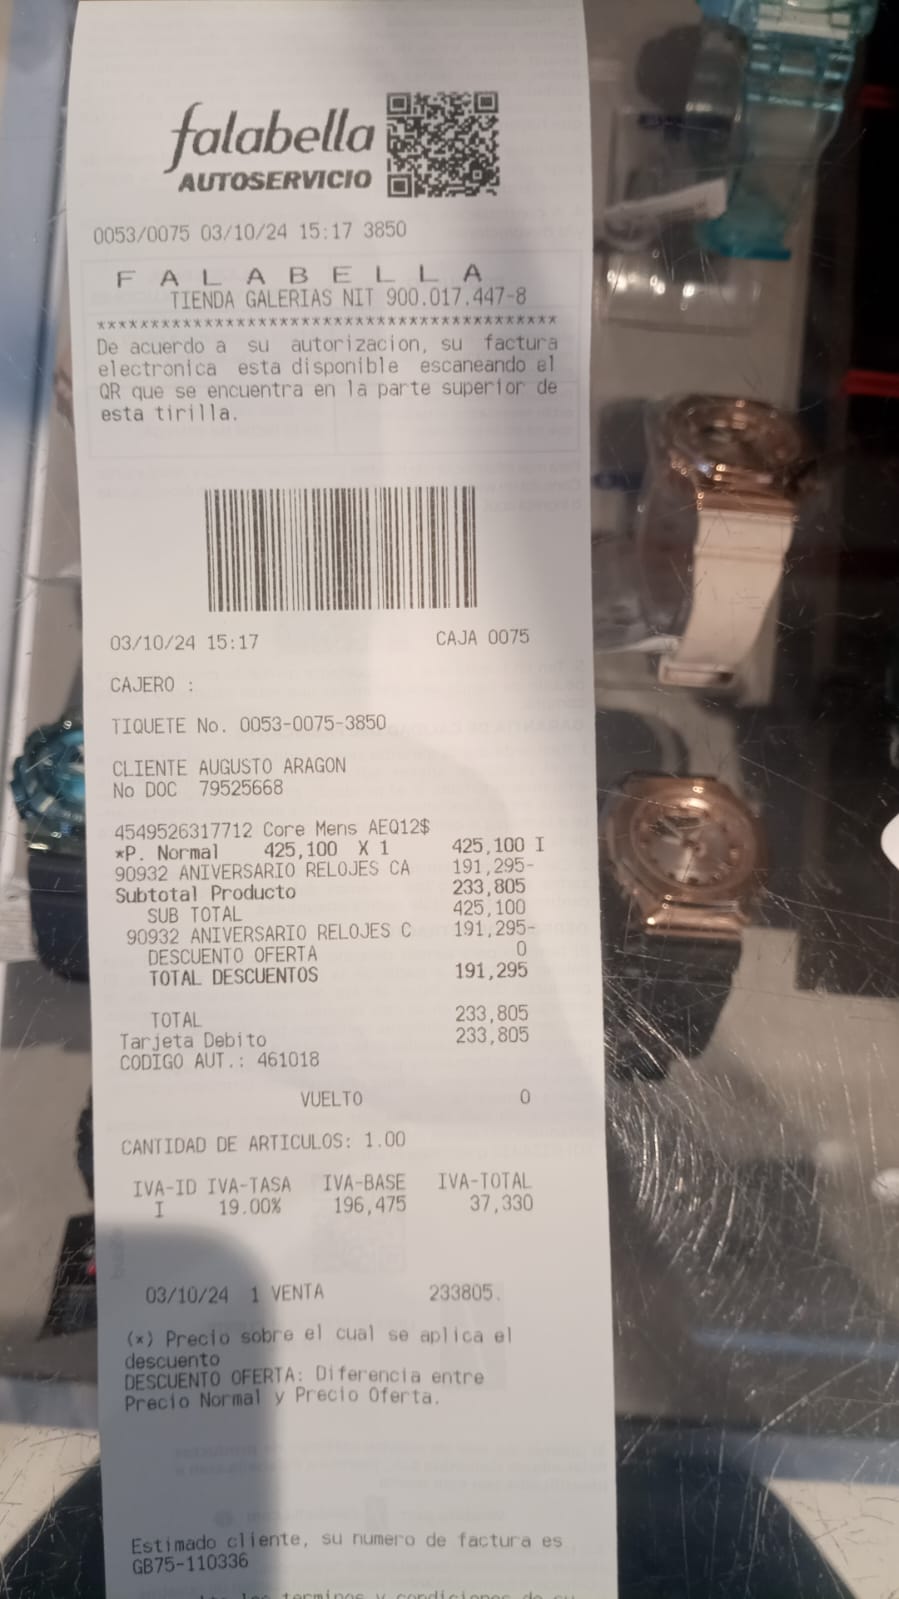 falabella
AUTOSERVICIO
0053/0075 03/10/24 15:17 3850
F A L A B E L L A
TIENDA GALERIAS NIT 900.017.447-8
******************************************
De acuerdo a su autorizacion, su factura
electronica esta disponible escaneando el
QR que se encuentra en la parte superior de
esta tirilla.
03/10/24 15:17 CAJA 0075
CAJERO :
TIQUETE No. 0053-0075-3850
CLIENTE AUGUSTO ARAGON
No DOC 79525668
4549526317712 Core Mens AEQ12$
*P. Normal 425,100 X 1 425,100 I
90932 ANIVERSARIO RELOJES CA 191,295-
Subtotal Producto 233,805
SUB TOTAL 425,100
90932 ANIVERSARIO RELOJES C 191,295-
DESCUENTO OFERTA 0
TOTAL DESCUENTOS 191,295
TOTAL 233,805
Tarjeta Debito 233,805
CODIGO AUT.: 461018
VUELTO 0
CANTIDAD DE ARTICULOS: 1.00
IVA-ID IVA-TASA IVA-BASE IVA-TOTAL
I 19.00% 196,475 37,330
03/10/24 1 VENTA 233805.
(*) Precio sobre el cual se aplica el
descuento
DESCUENTO OFERTA: Diferencia entre
Precio Normal y Precio Oferta.
Estimado cliente, su numero de factura es
GB75-110336
terminos y condiciones de su